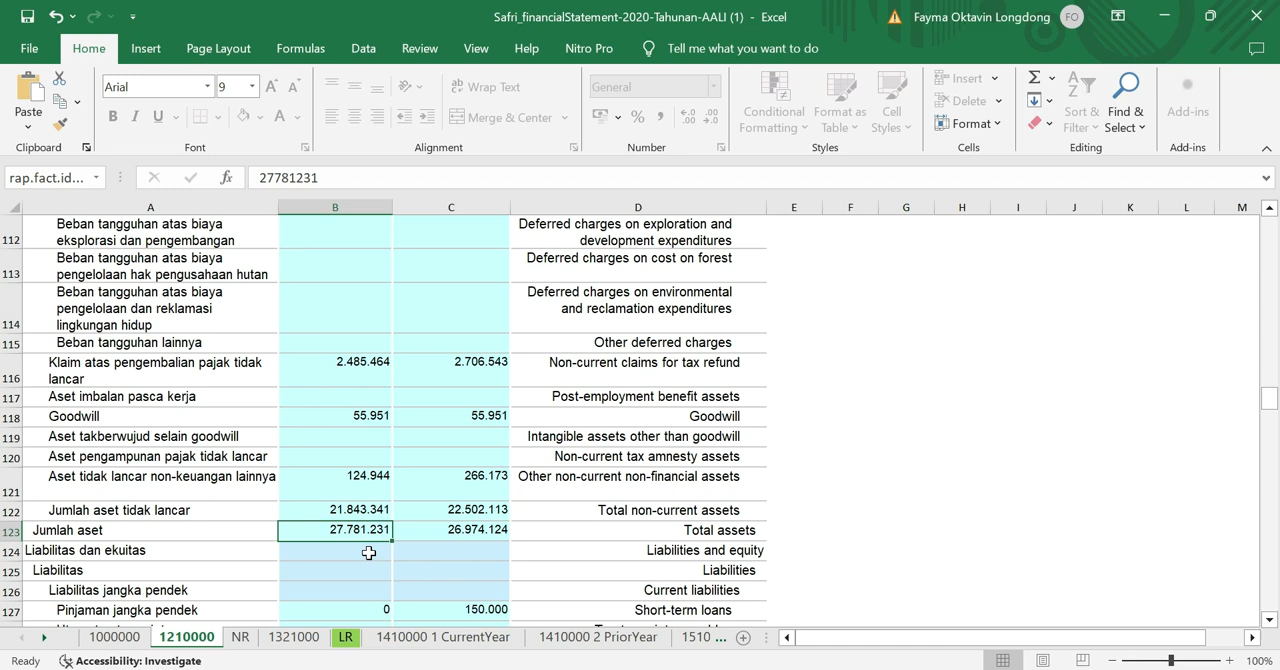 Safri_financialStatement-2020-Tahunan-AALI (1) - Excel
Fayma Oktavin Longdong FO
File Home Insert Page Layout Formulas Data Review View Help Nitro Pro Tell me what you want to do
Arial 9 Wrap Text General Insert
Paste B I U Merge & Center % Conditional Formatting Format as Table Cell Styles Delete Format Sort & Filter Find & Select Add-ins
Clipboard Font Alignment Number Styles Cells Editing Add-ins
rap.fact.id... fx 27781231
A B C D E F G H I J K L M
112 Beban tangguhan atas biaya eksplorasi dan pengembangan Deferred charges on exploration and development expenditures
113 Beban tangguhan atas biaya pengelolaan hak pengusahaan hutan Deferred charges on cost on forest
114 Beban tangguhan atas biaya pengelolaan dan reklamasi lingkungan hidup Deferred charges on environmental and reclamation expenditures
115 Beban tangguhan lainnya Other deferred charges
116 Klaim atas pengembalian pajak tidak lancar 2.485.464 2.706.543 Non-current claims for tax refund
117 Aset imbalan pasca kerja Post-employment benefit assets
118 Goodwill 55.951 55.951 Goodwill
119 Aset takberwujud selain goodwill Intangible assets other than goodwill
120 Aset pengampunan pajak tidak lancar Non-current tax amnesty assets
121 Aset tidak lancar non-keuangan lainnya 124.944 266.173 Other non-current non-financial assets
122 Jumlah aset tidak lancar 21.843.341 22.502.113 Total non-current assets
123 Jumlah aset 27.781.231 26.974.124 Total assets
124 Liabilitas dan ekuitas Liabilities and equity
125 Liabilitas Liabilities
126 Liabilitas jangka pendek Current liabilities
127 Pinjaman jangka pendek 0 150.000 Short-term loans
1000000 1210000 NR 1321000 LR 1410000 1 CurrentYear 1410000 2 PriorYear 1510 ...
Ready Accessibility: Investigate 100%